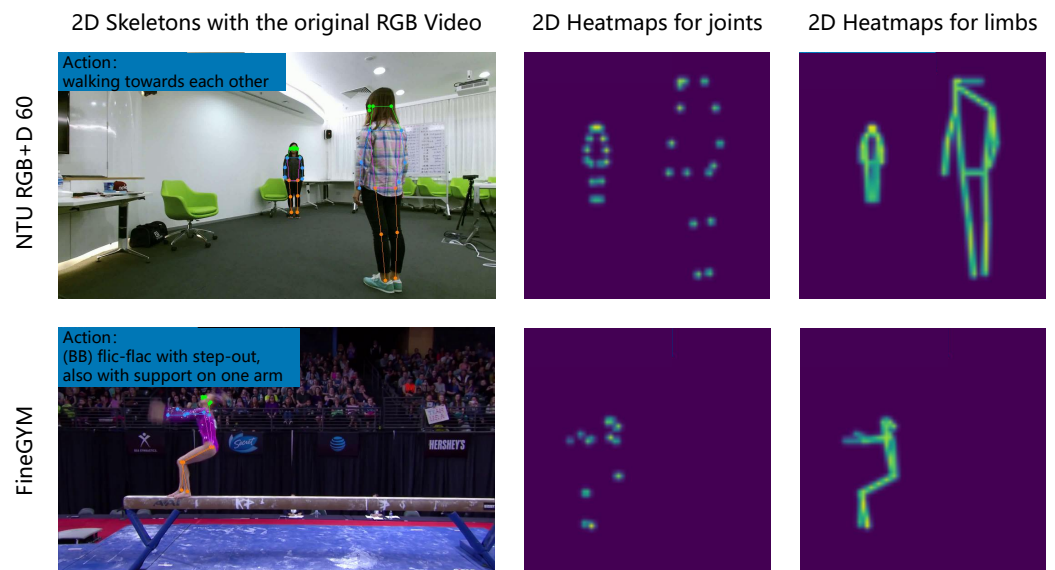 2D Skeletons with the original RGB Video
2D Heatmaps for joints
2D Heatmaps for limbs
NTU RGB+D 60
Action:
walking towards each other
FineGYM
Action:
(BB) flic-flac with step-out,
also with support on one arm
Secret
AT&T
HERSHEY'S